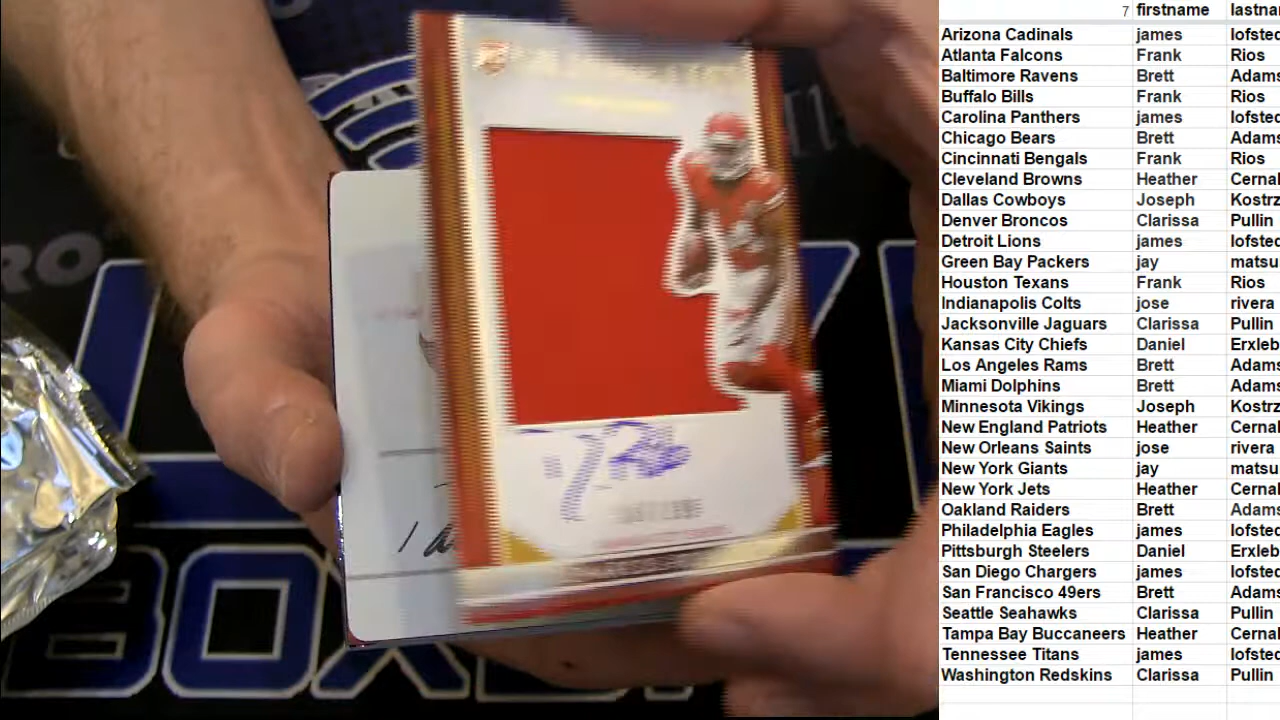 7 firstname lastna
Arizona Cadinals james lofsted
Atlanta Falcons Frank Rios
Baltimore Ravens Brett Adams
Buffalo Bills Frank Rios
Carolina Panthers james lofsted
Chicago Bears Brett Adams
Cincinnati Bengals Frank Rios
Cleveland Browns Heather Cernal
Dallas Cowboys Joseph Kostrz
Denver Broncos Clarissa Pullin
Detroit Lions james lofsted
Green Bay Packers jay matsu
Houston Texans Frank Rios
Indianapolis Colts jose rivera
Jacksonville Jaguars Clarissa Pullin
Kansas City Chiefs Daniel Erxleb
Los Angeles Rams Brett Adams
Miami Dolphins Brett Adams
Minnesota Vikings Joseph Kostrz
New England Patriots Heather Cernal
New Orleans Saints jose rivera
New York Giants jay matsu
New York Jets Heather Cernal
Oakland Raiders Brett Adams
Philadelphia Eagles james lofsted
Pittsburgh Steelers Daniel Erxleb
San Diego Chargers james lofsted
San Francisco 49ers Brett Adams
Seattle Seahawks Clarissa Pullin
Tampa Bay Buccaneers Heather Cernal
Tennessee Titans james lofsted
Washington Redskins Clarissa Pullin
RO
BOX